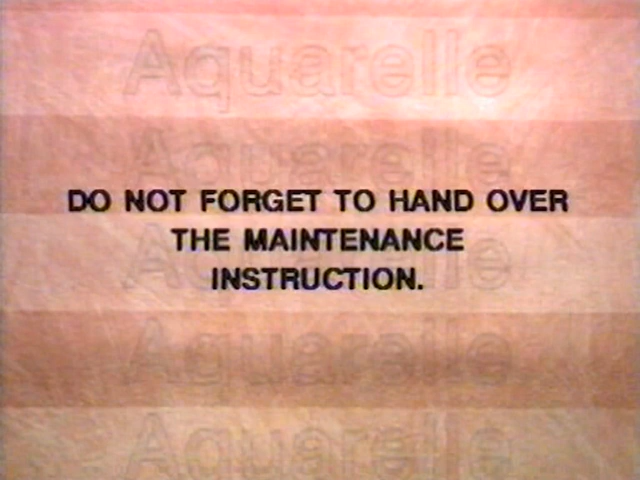 Aquarelle
Aquarelle
DO NOT FORGET TO HAND OVER
THE MAINTENANCE
Aquarelle
INSTRUCTION.
Aquarelle
Aquarelle